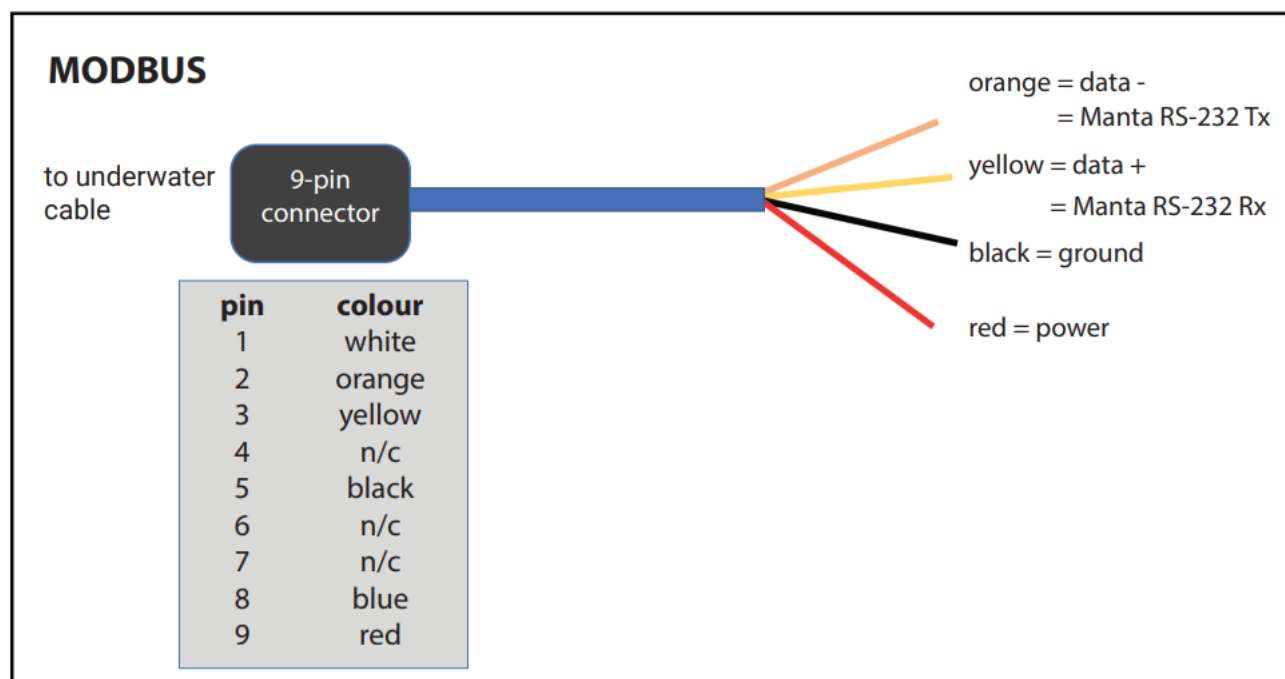 MODBUS
to underwater
cable
9-pin
connector
orange = data -
= Manta RS-232 Tx
yellow = data +
= Manta RS-232 Rx
black = ground
red = power
pin colour
1 white
2 orange
3 yellow
4 n/c
5 black
6 n/c
7 n/c
8 blue
9 red